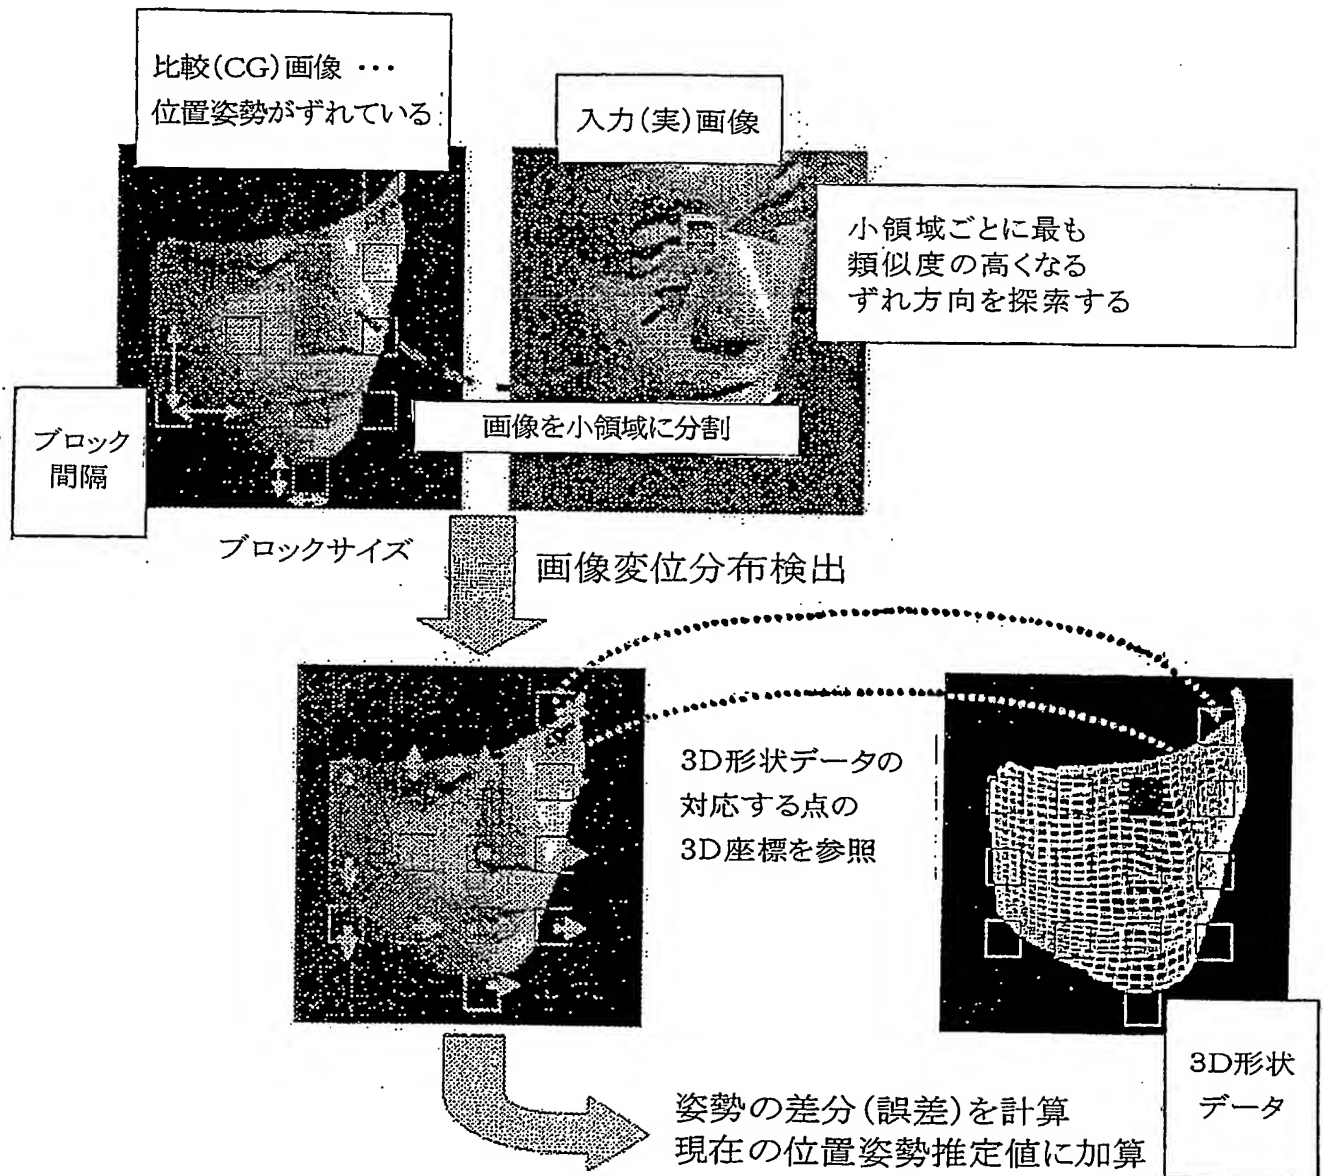 比較(CG)画像 ・・・
位置姿勢がずれている
入力(実)画像
小領域ごとに最も
類似度の高くなる
ずれ方向を探索する
画像を小領域に分割
ブロック
間隔
ブロックサイズ
画像変位分布検出
3D形状データの
対応する点の
3D座標を参照
3D形状
データ
姿勢の差分(誤差)を計算
現在の位置姿勢推定値に加算